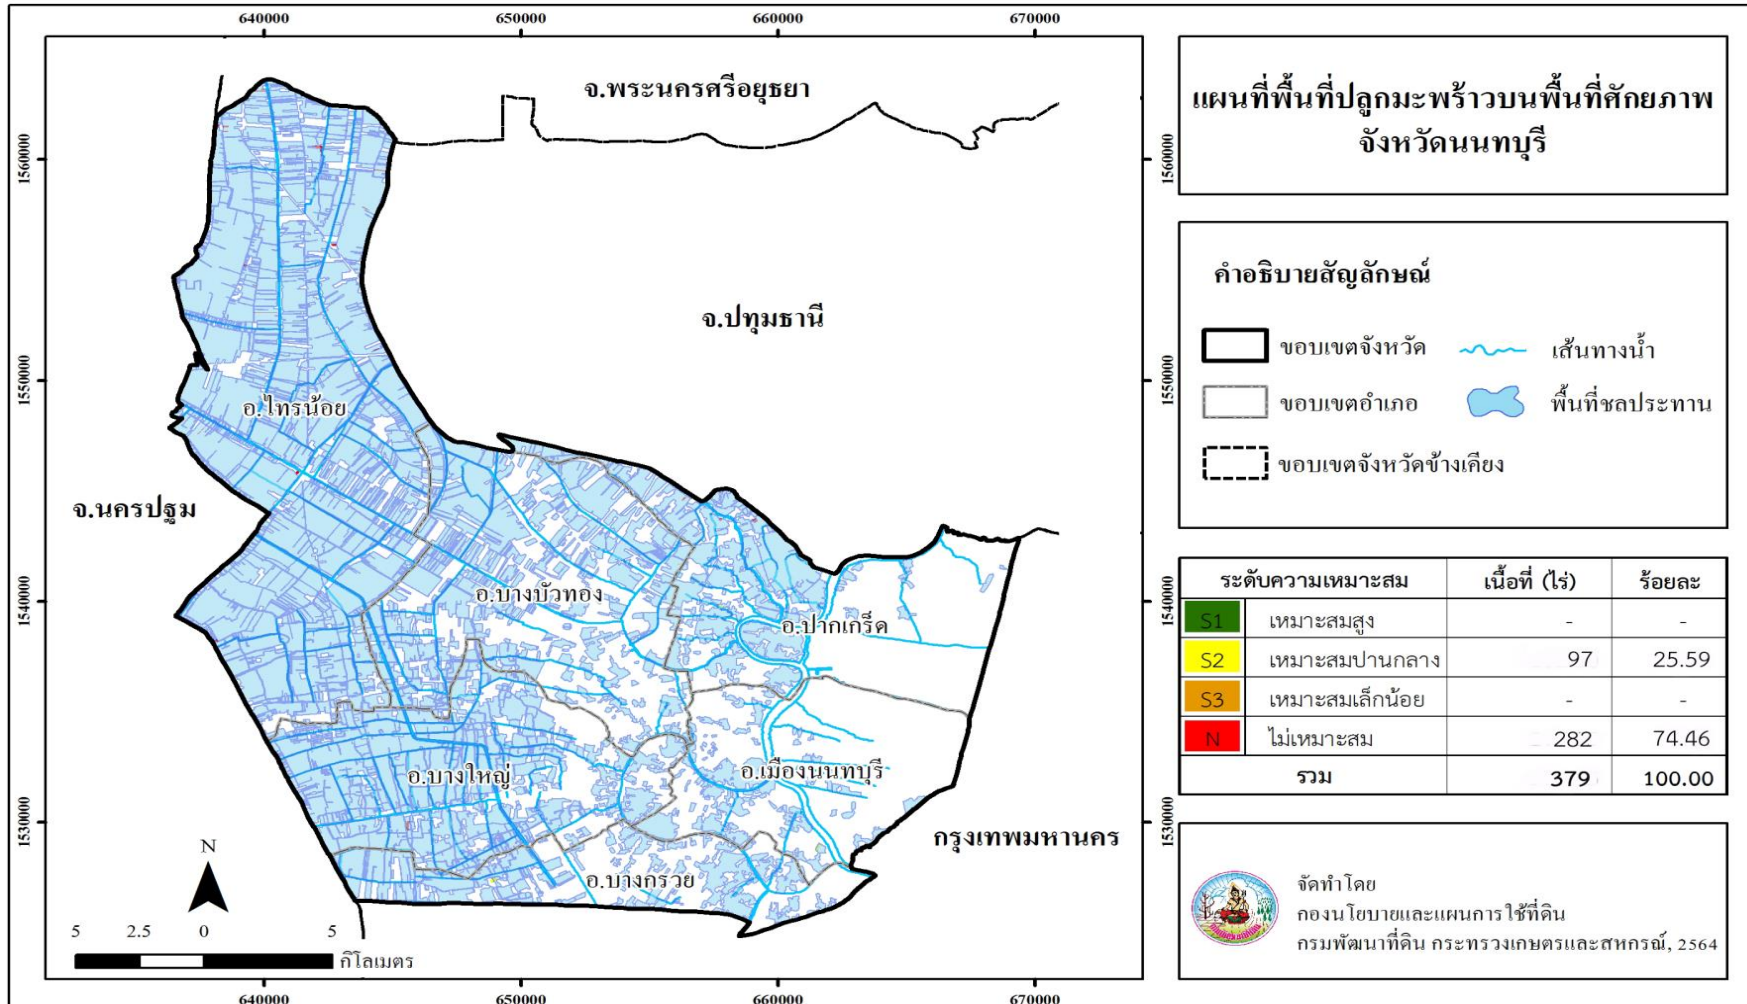 640000
650000
660000
670000
1560000
1550000
1540000
1530000
1560000
1550000
1540000
1530000
640000
650000
660000
670000
จ.พระนครศรีอยุธยา
จ.ปทุมธานี
อ.ไทรน้อย
จ.นครปฐม
อ.บางบัวทอง
อ.ปากเกร็ด
อ.บางใหญ่
อ.เมืองนนทบุรี
กรุงเทพมหานคร
อ.บางกรวย
N
5 2.5 0 5
กิโลเมตร
แผนที่พื้นที่ปลูกมะพร้าวบนพื้นที่ศักยภาพ
จังหวัดนนทบุรี
คำอธิบายสัญลักษณ์
ขอบเขตจังหวัด เส้นทางน้ำ
ขอบเขตอำเภอ พื้นที่ชลประทาน
ขอบเขตจังหวัดข้างเคียง
ระดับความเหมาะสม เนื้อที่ (ไร่) ร้อยละ
S1 เหมาะสมสูง - -
S2 เหมาะสมปานกลาง 97 25.59
S3 เหมาะสมเล็กน้อย - -
N ไม่เหมาะสม 282 74.46
รวม 379 100.00
จัดทำโดย
กองนโยบายและแผนการใช้ที่ดิน
กรมพัฒนาที่ดิน กระทรวงเกษตรและสหกรณ์, 2564